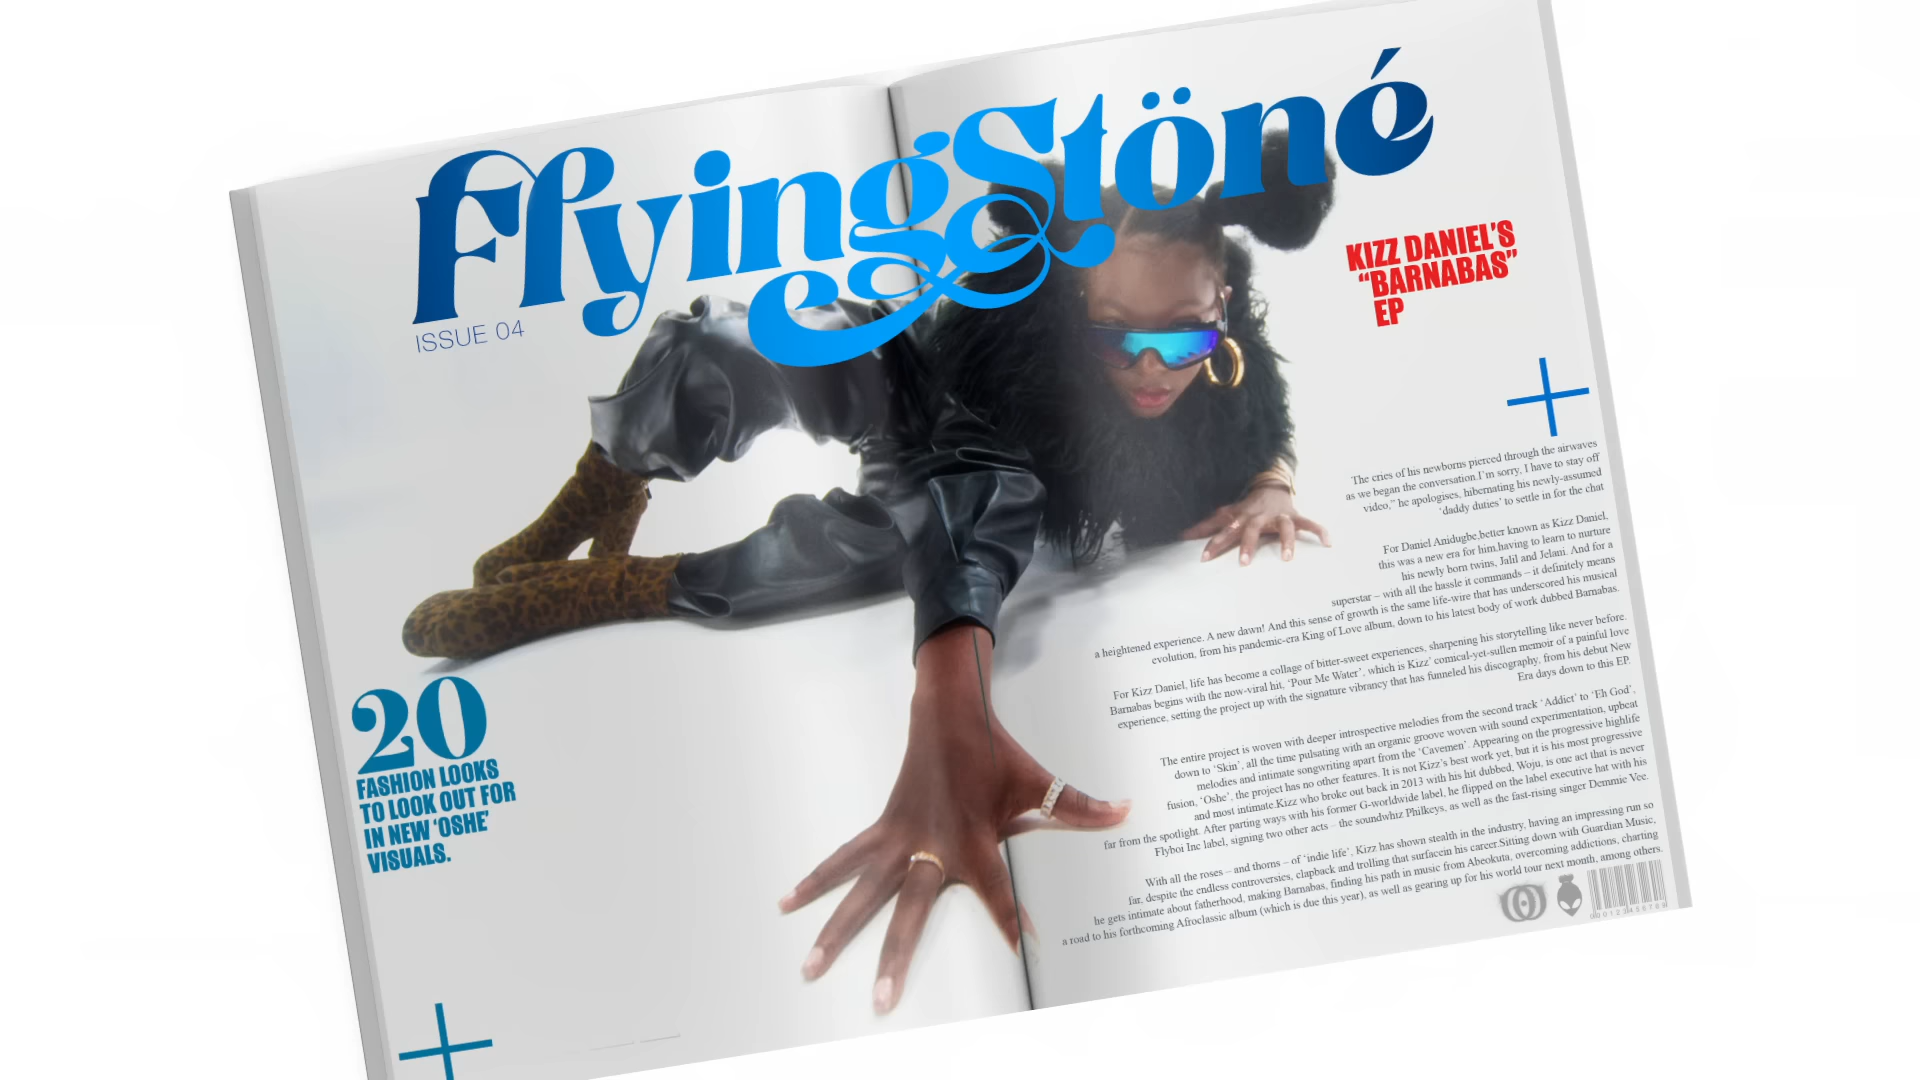 FlyingStöné
ISSUE 04
KIZZ DANIEL'S
“BARNABAS”
EP
The cries of his newborns pierced through the airwaves
as we began the conversation.I'm sorry, I have to stay off
video,” he apologises, hibernating his newly-assumed
‘daddy duties’ to settle in for the chat
For Daniel Anidugbe,better known as Kizz Daniel,
this was a new era for him,having to learn to nurture
his newly born twins, Jalil and Jelani. And for a
superstar – with all the hassle it commands – it definitely means
a heightened experience. A new dawn! And this sense of growth is the same life-wire that has underscored his musical
evolution, from his pandemic-era King of Love album, down to his latest body of work dubbed Barnabas.
For Kizz Daniel, life has become a collage of bitter-sweet experiences, sharpening his storytelling like never before.
Barnabas begins with the now-viral hit, ‘Pour Me Water’, which is Kizz’ comical-yet-sullen memoir of a painful love
experience, setting the project up with the signature vibrancy that has funneled his discography, from his debut New
Era days down to this EP.
The entire project is woven with deeper introspective melodies from the second track ‘Addict’ to ‘Eh God’,
down to ‘Skin’, all the time pulsating with an organic groove woven with sound experimentation, upbeat
melodies and intimate songwriting apart from the ‘Cavemen’. Appearing on the progressive highlife
fusion, ‘Oshe’, the project has no other features. It is not Kizz’s best work yet, but it is his most progressive
and most intimate.Kizz who broke out back in 2013 with his hit dubbed, Woju, is one act that is never
far from the spotlight. After parting ways with his former G-worldwide label, he flipped on the label executive hat with his
Flyboi Inc label, signing two other acts – the soundwhiz Philkeys, as well as the fast-rising singer Demmie Vee.
With all the roses – and thorns – of ‘indie life’, Kizz has shown stealth in the industry, having an impressing run so
far, despite the endless controversies, clapback and trolling that surfacein his career.Sitting down with Guardian Music,
he gets intimate about fatherhood, making Barnabas, finding his path in music from Abeokuta, overcoming addictions, charting
a road to his forthcoming Afroclassic album (which is due this year), as well as gearing up for his world tour next month, among others.
20
FASHION LOOKS
TO LOOK OUT FOR
IN NEW ‘OSHE’
VISUALS.